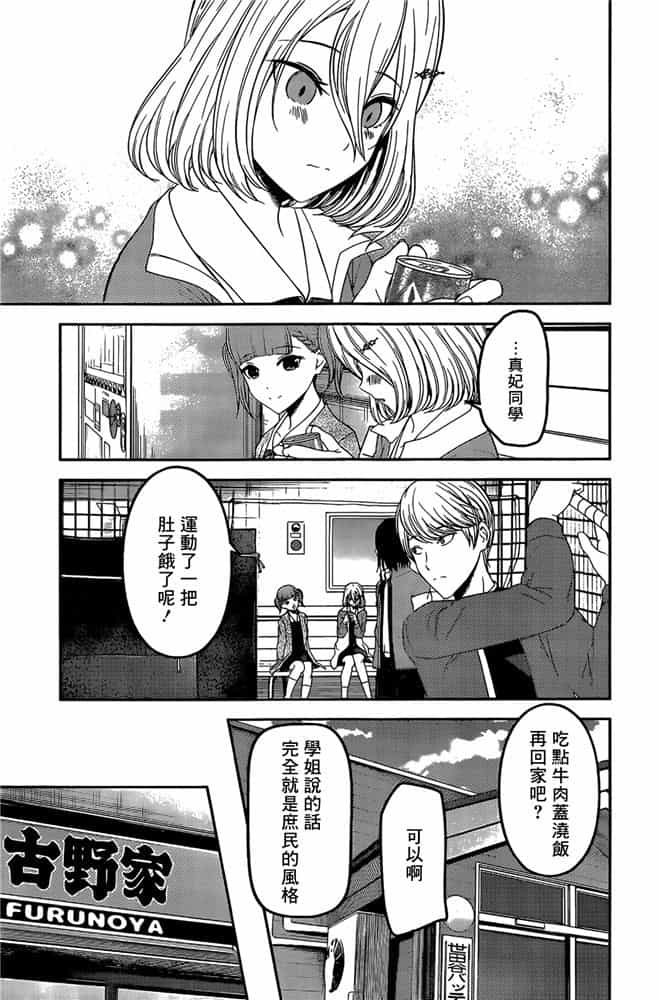 …真妃同學
運動了一把
肚子餓了呢!
吃點牛肉蓋澆飯
再回家吧?
可以啊
學姐說的話
完全就是庶民的風格
古野家
FURUNOYA